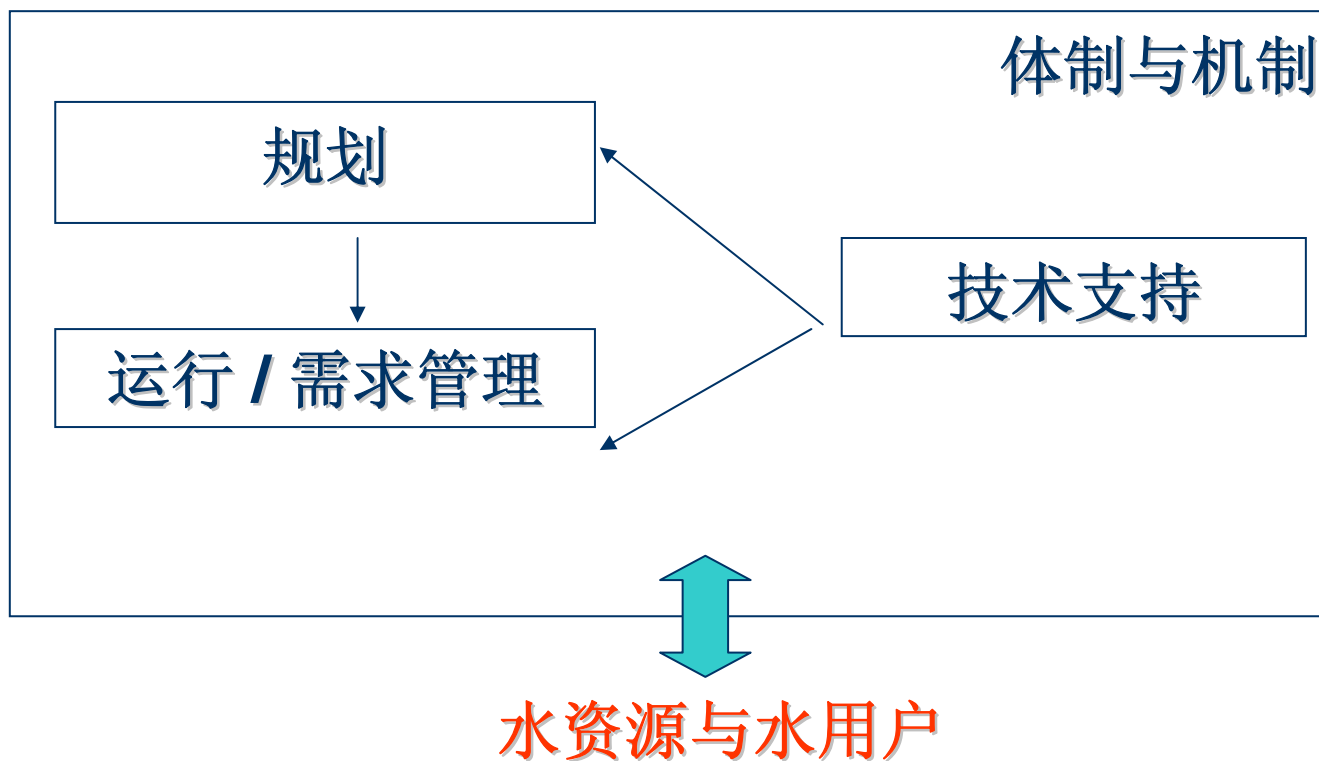 体制与机制
规划
技术支持
运行 / 需求管理
水资源与水用户